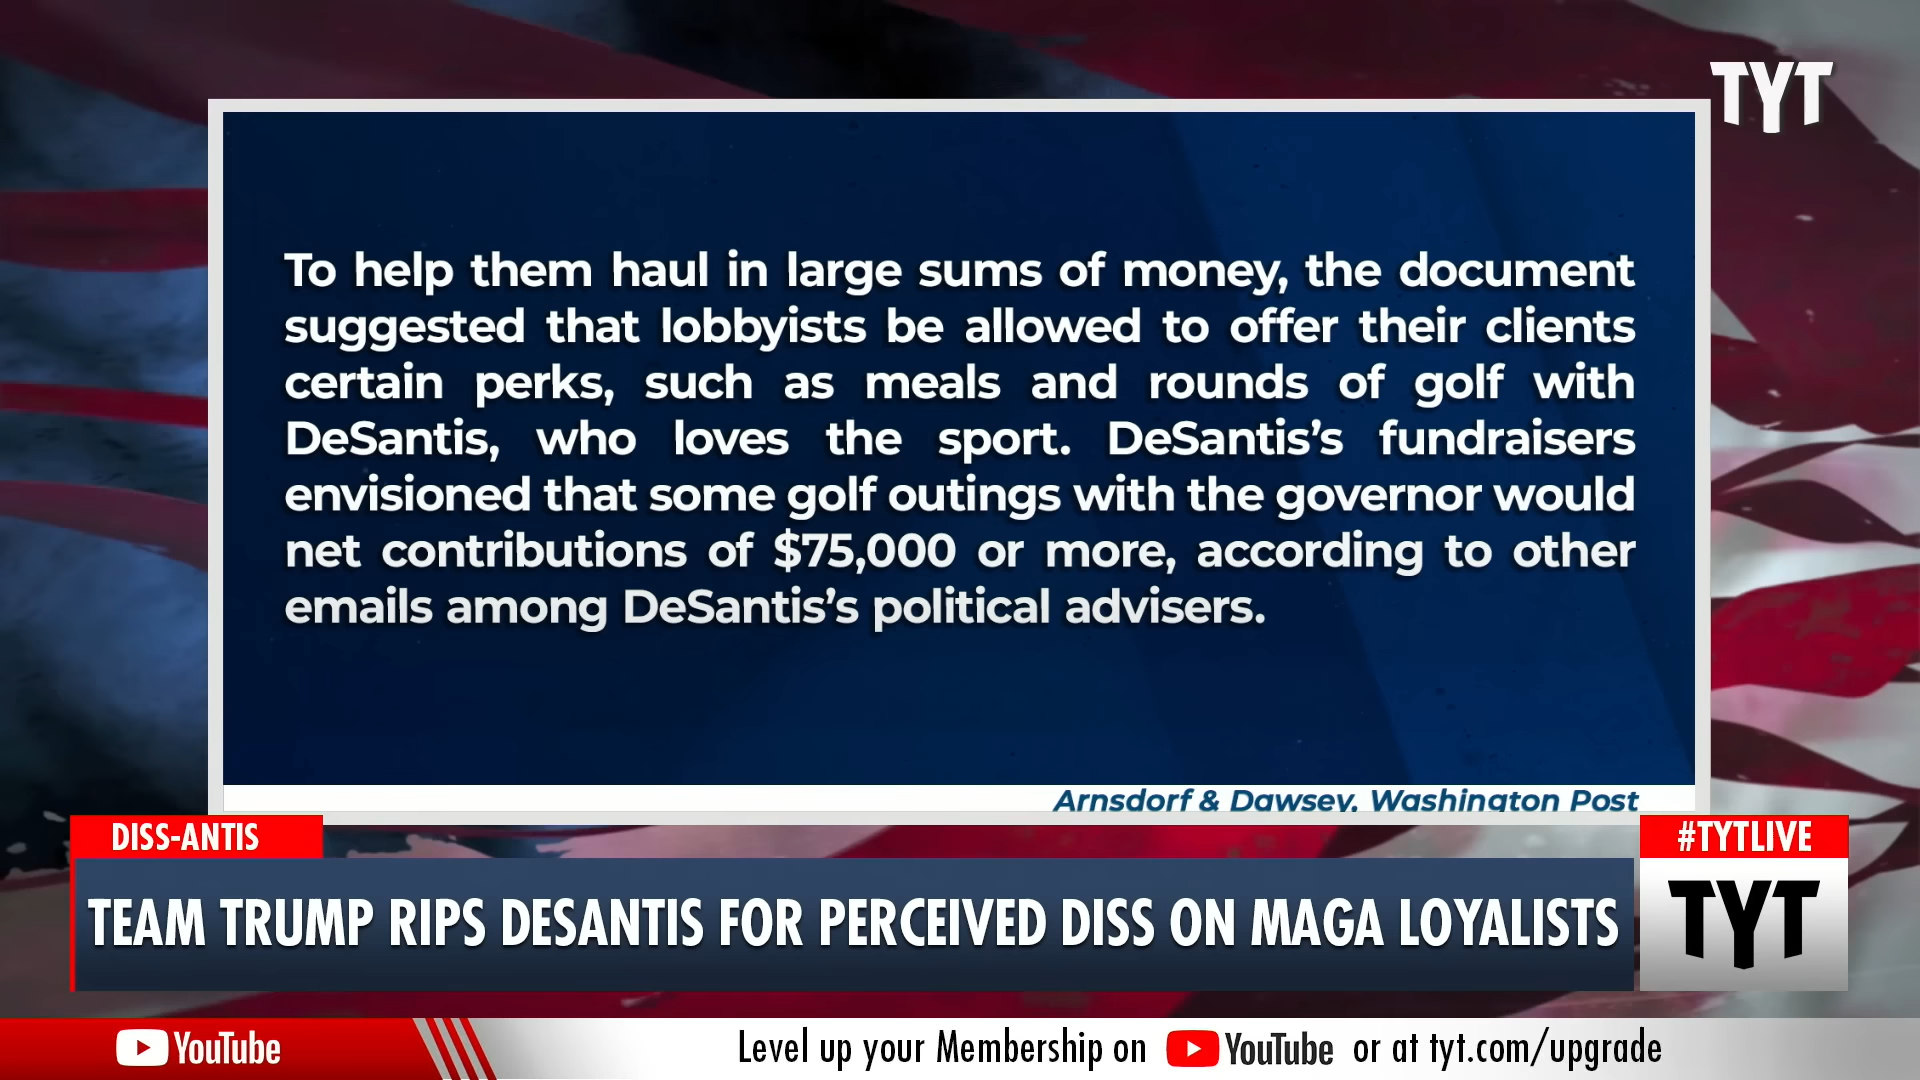 TYT
To help them haul in large sums of money, the document
suggested that lobbyists be allowed to offer their clients
certain perks, such as meals and rounds of golf with
DeSantis, who loves the sport. DeSantis's fundraisers
envisioned that some golf outings with the governor would
net contributions of $75,000 or more, according to other
emails among DeSantis's political advisers.
Arnsdorf & Dawsey, Washington Post
DISS-ANTIS
#TYTLIVE
TEAM TRUMP RIPS DESANTIS FOR PERCEIVED DISS ON MAGA LOYALISTS
TYT
YouTube
Level up your Membership on YouTube or at tyt.com/upgrade